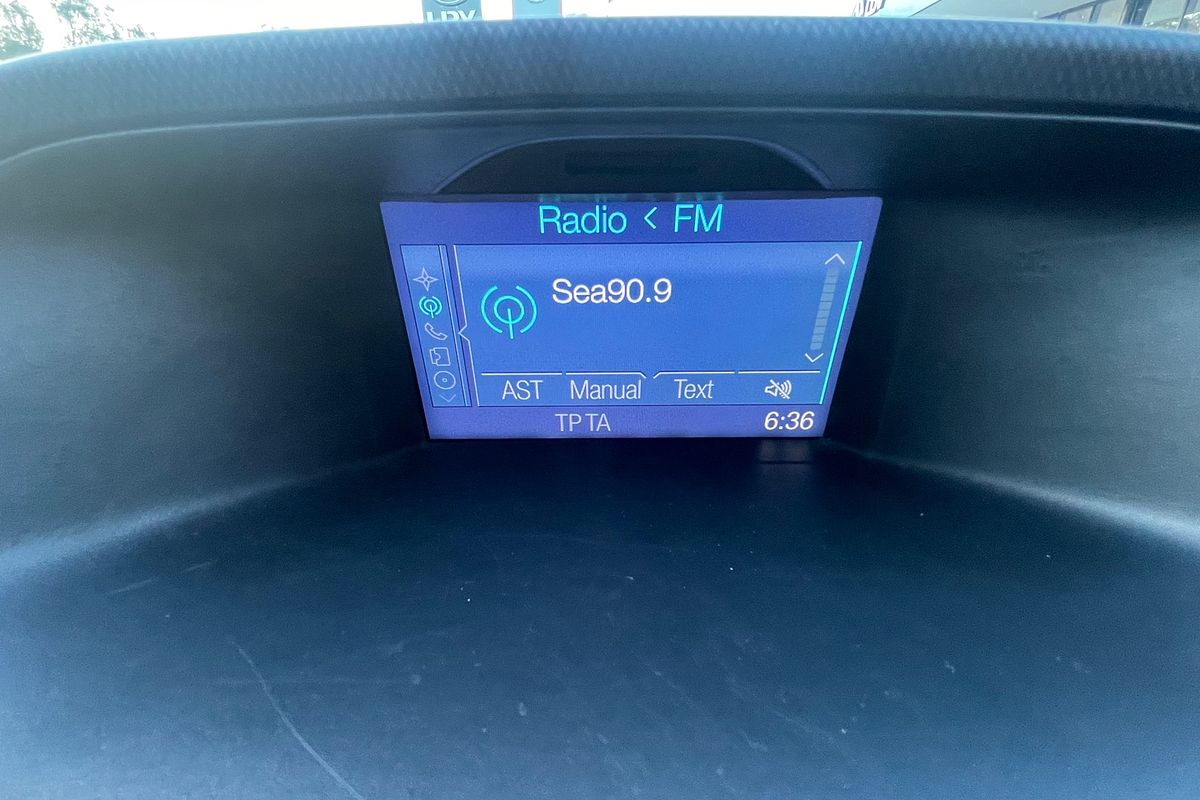 Radio < FM
Sea90.9
AST Manual Text
TP TA
6:36